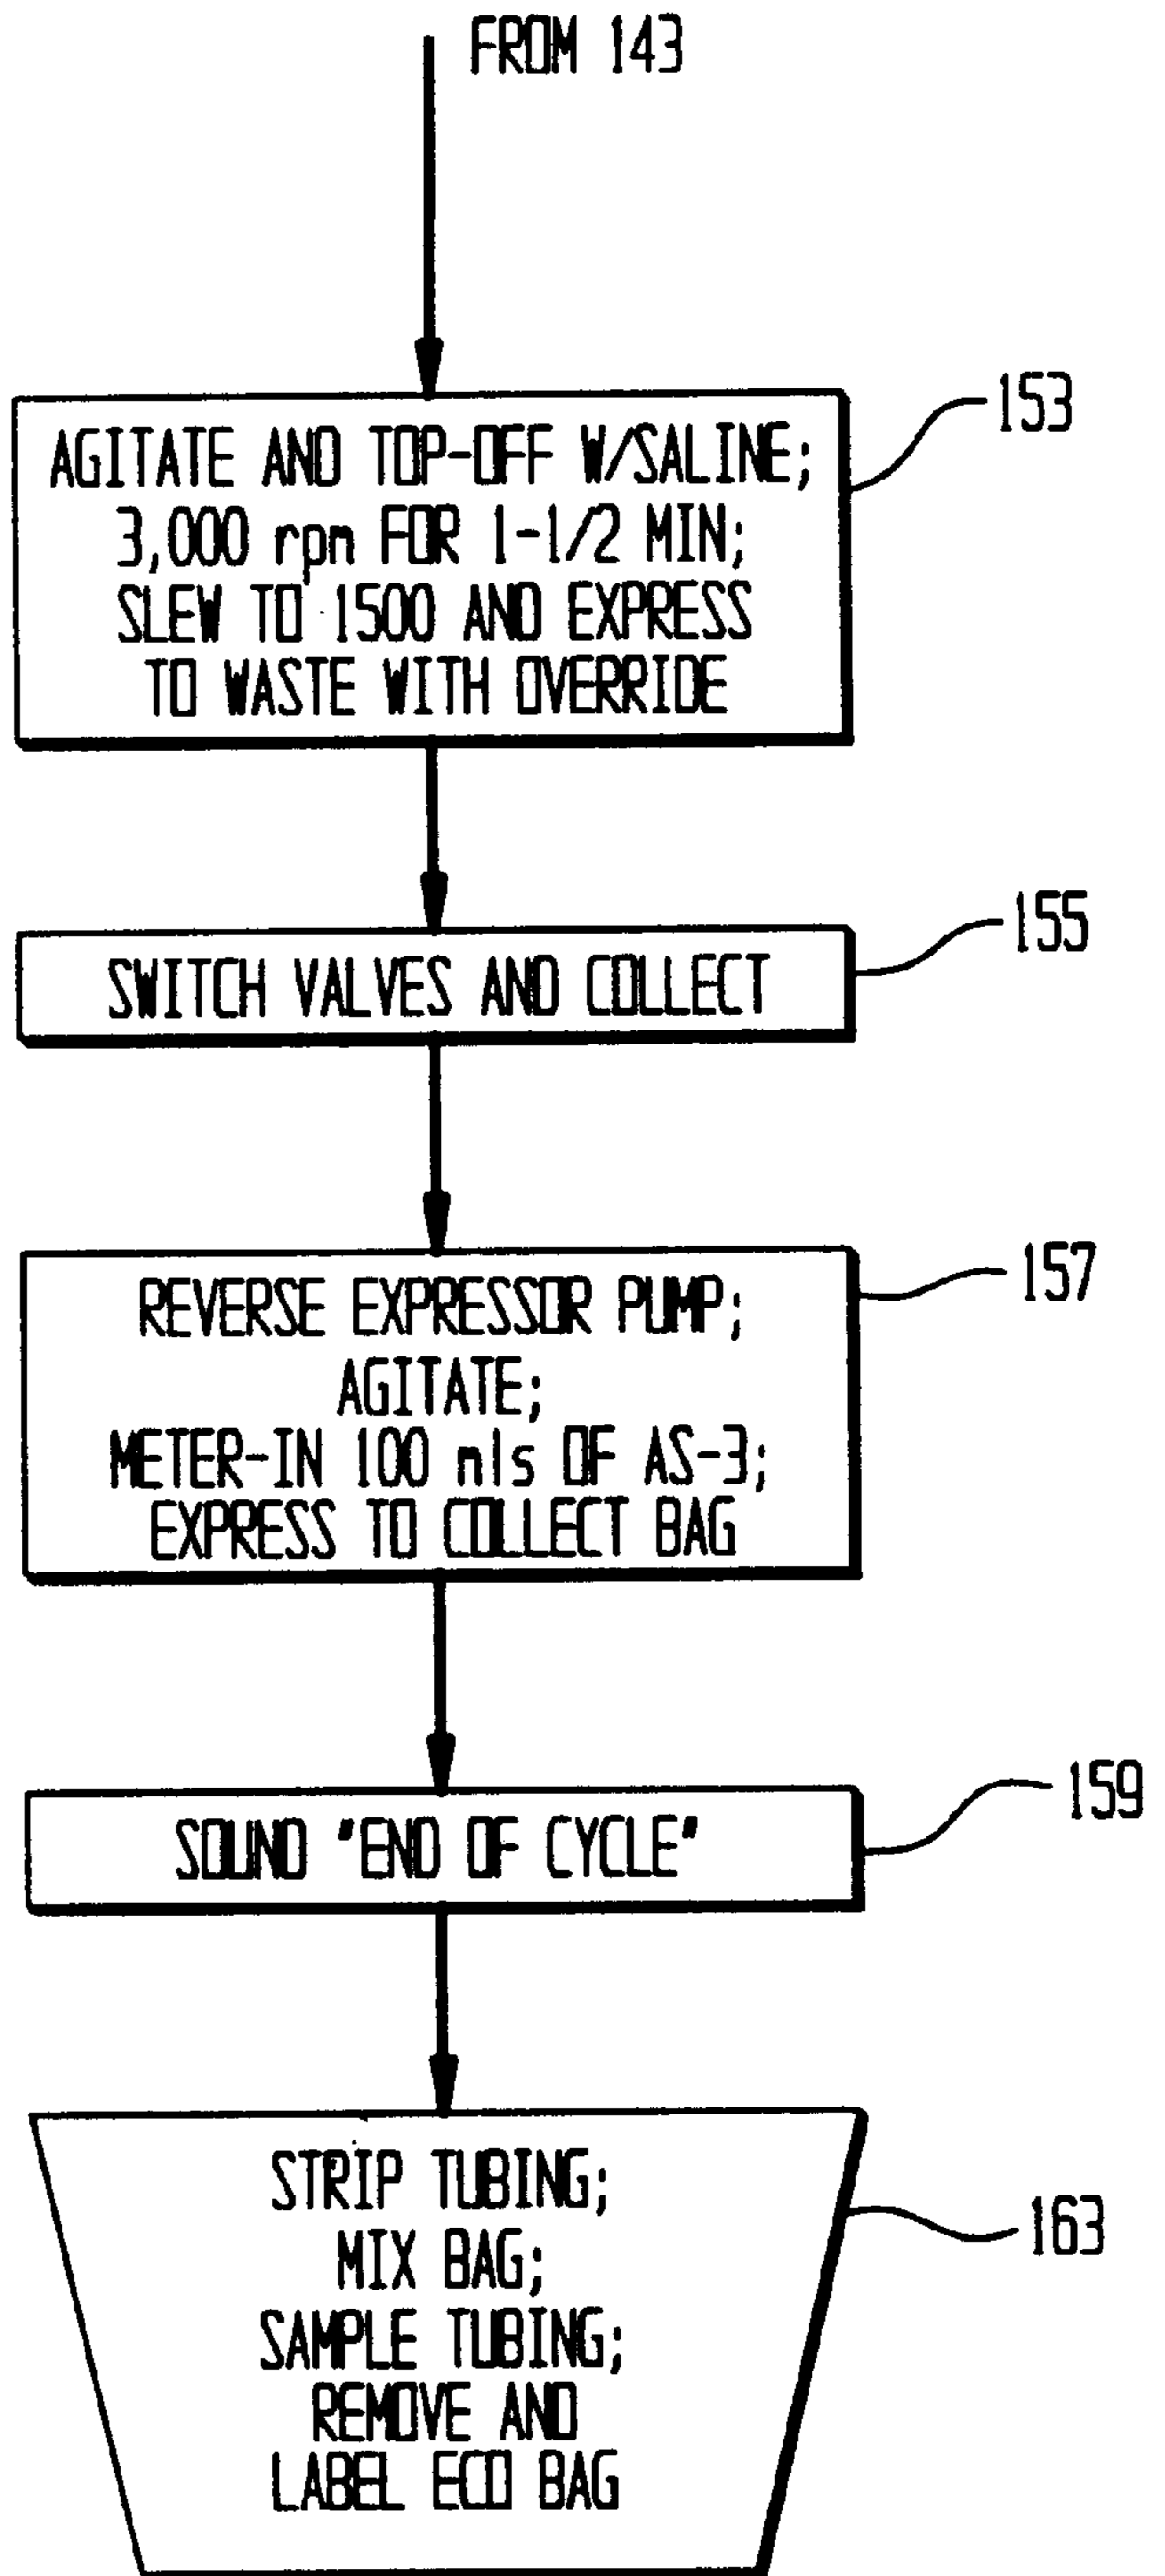 FROM 143
AGITATE AND TOP-OFF W/SALINE;
3,000 rpm FOR 1-1/2 MIN;
SLEW TO 1500 AND EXPRESS
TO WASTE WITH OVERRIDE
153
SWITCH VALVES AND COLLECT
155
REVERSE EXPRESSOR PUMP;
AGITATE;
METER-IN 100 mls OF AS-3;
EXPRESS TO COLLECT BAG
157
SOUND "END OF CYCLE"
159
STRIP TUBING;
MIX BAG;
SAMPLE TUBING;
REMOVE AND
LABEL ECO BAG
163